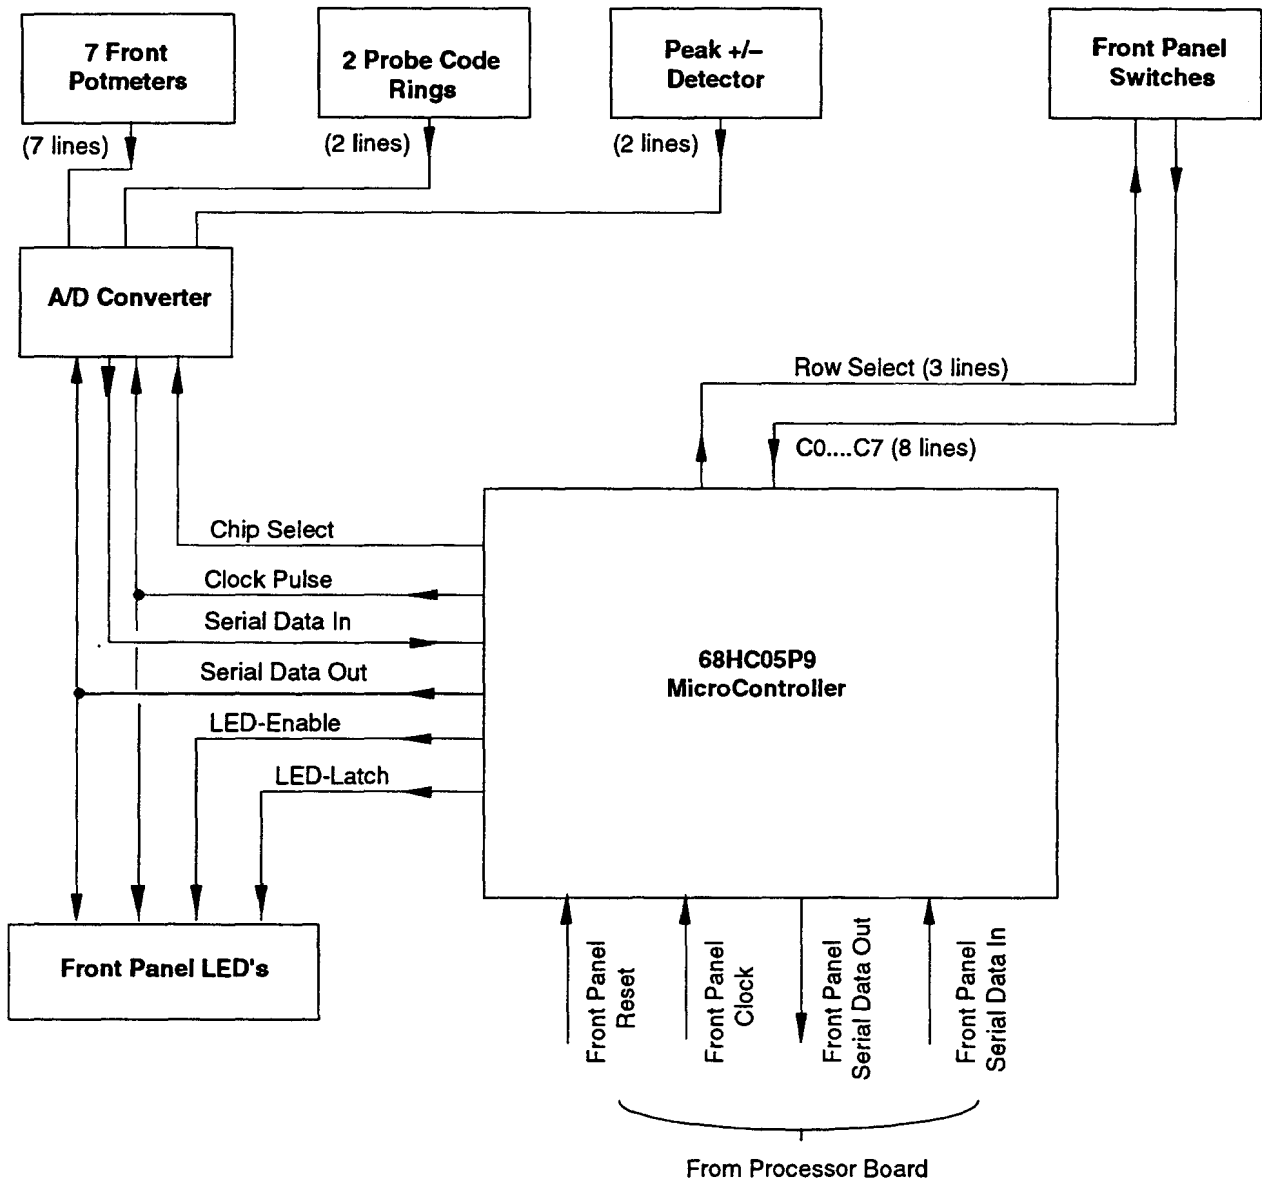 7 Front
Potmeters
2 Probe Code
Rings
Peak +/–
Detector
Front Panel
Switches
(7 lines)
(2 lines)
(2 lines)
A/D Converter
Row Select (3 lines)
C0....C7 (8 lines)
Chip Select
Clock Pulse
Serial Data In
Serial Data Out
LED-Enable
LED-Latch
68HC05P9
MicroController
Front Panel LED's
Front Panel
Reset
Front Panel
Clock
Front Panel
Serial Data Out
Front Panel
Serial Data In
From Processor Board